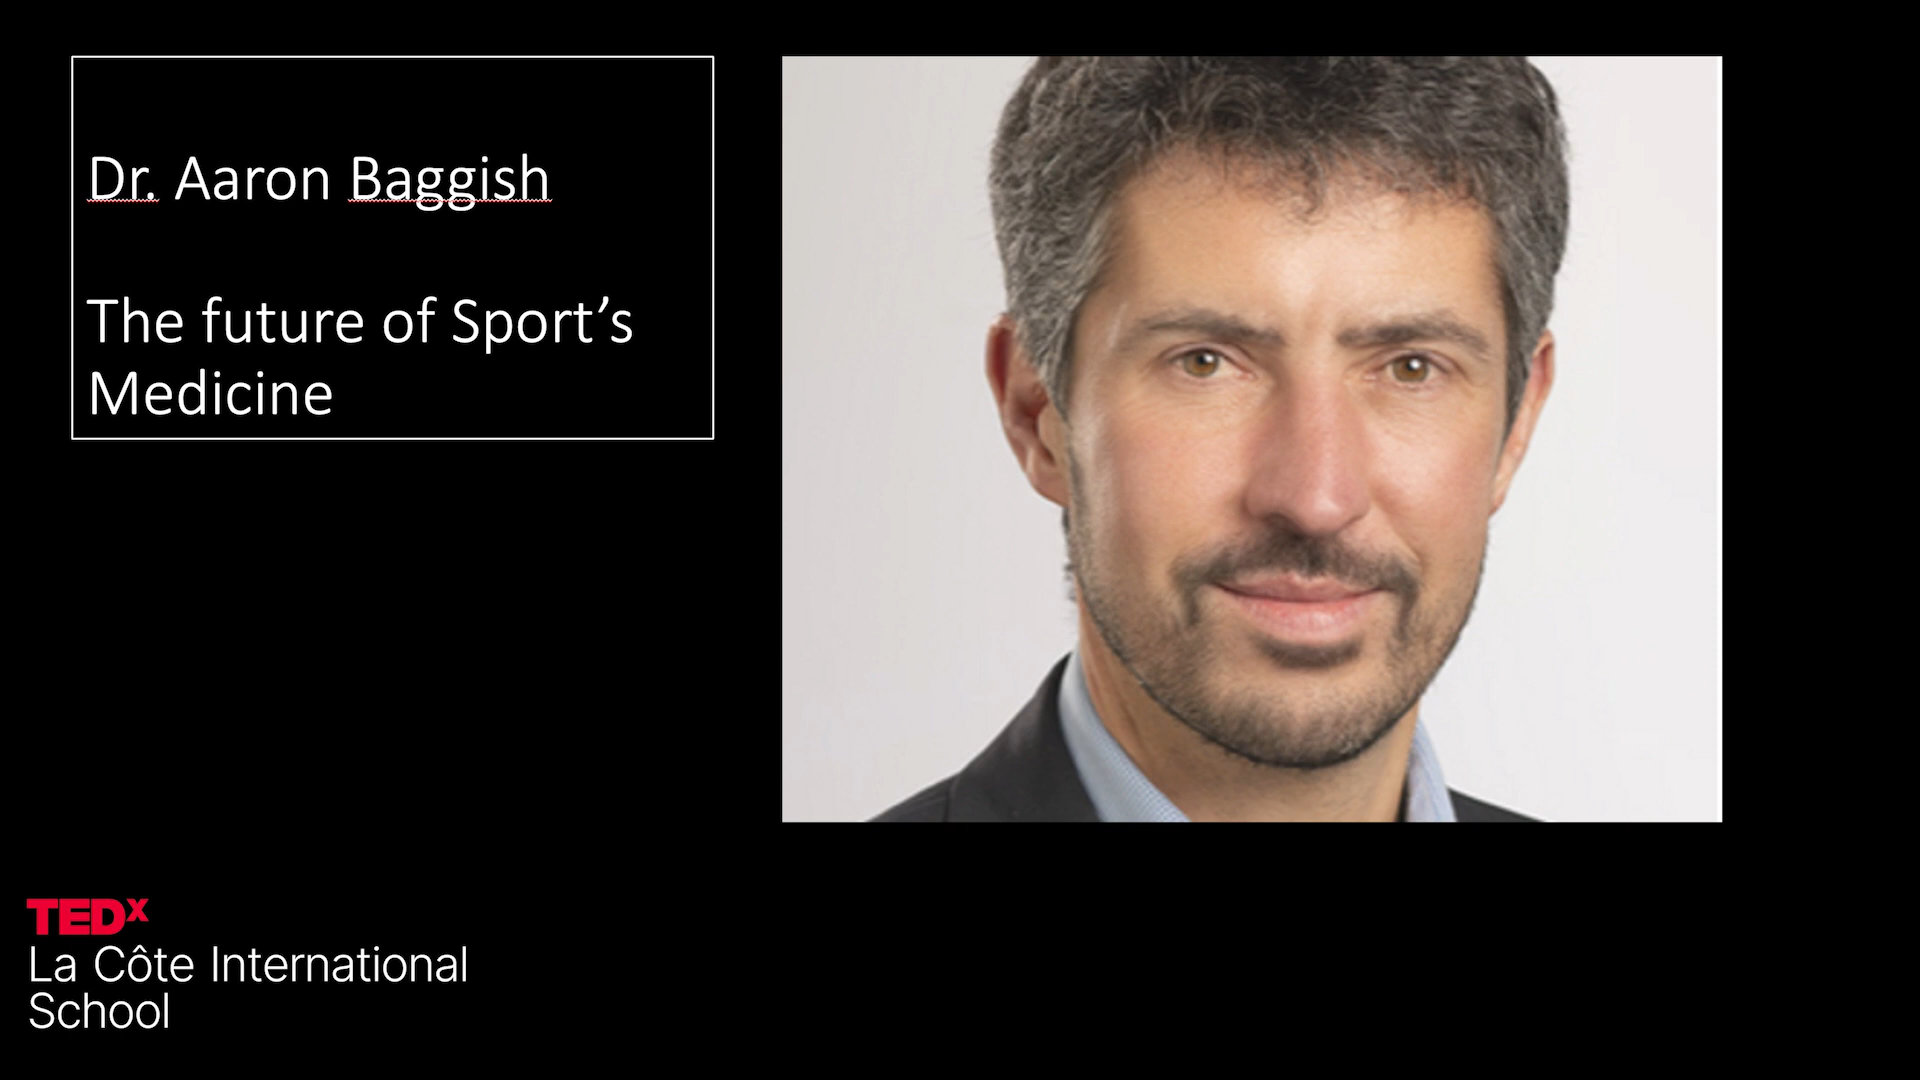 Dr. Aaron Baggish
The future of Sport’s
Medicine
TEDx
La Côte International
School